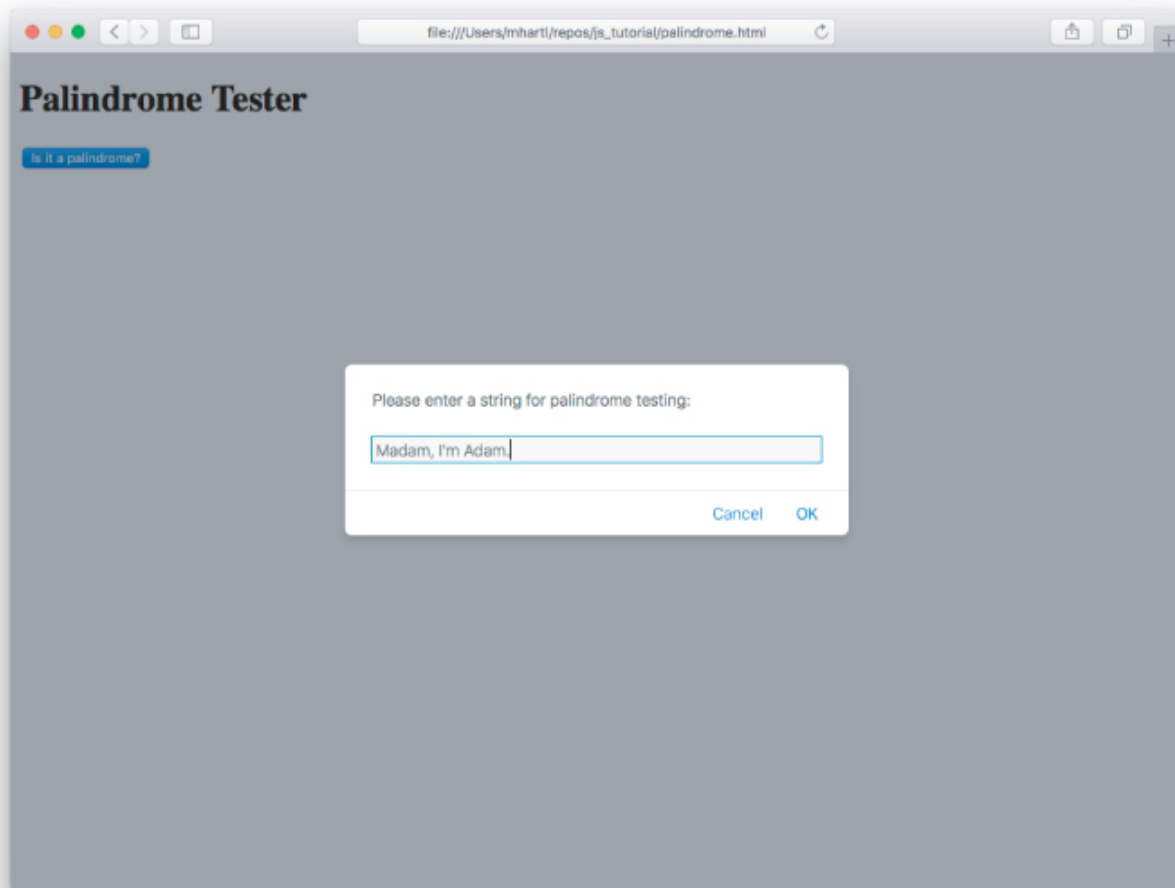 file:///Users/mhartl/repos/js_tutorial/palindrome.html
Palindrome Tester
Is it a palindrome?
Please enter a string for palindrome testing:
Madam, I'm Adam.
Cancel OK